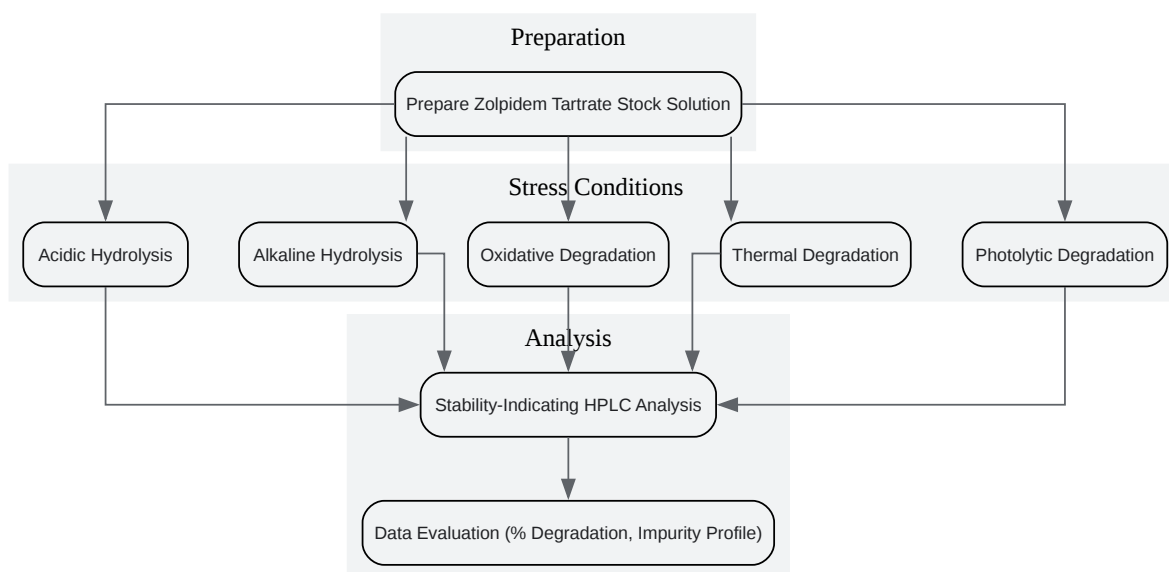 Preparation
Prepare Zolpidem Tartrate Stock Solution
Stress Conditions
Acidic Hydrolysis
Alkaline Hydrolysis
Oxidative Degradation
Thermal Degradation
Photolytic Degradation
Analysis
Stability-Indicating HPLC Analysis
Data Evaluation (% Degradation, Impurity Profile)